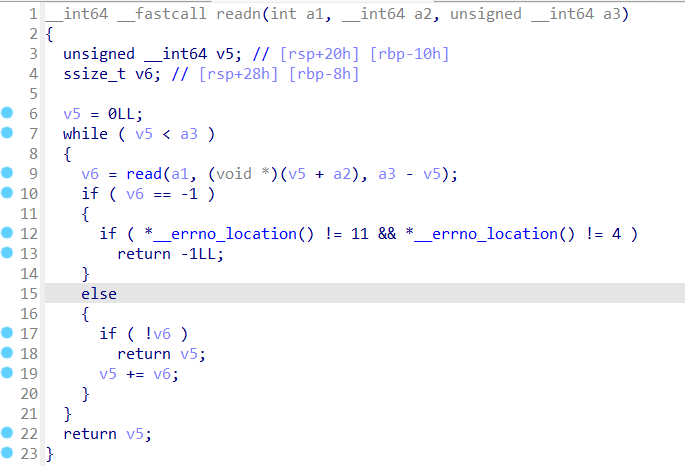 1 __int64 __fastcall readn(int a1, __int64 a2, unsigned __int64 a3)
2 {
3   unsigned __int64 v5; // [rsp+20h] [rbp-10h]
4   ssize_t v6; // [rsp+28h] [rbp-8h]
5
6   v5 = 0LL;
7   while ( v5 < a3 )
8   {
9     v6 = read(a1, (void *)(v5 + a2), a3 - v5);
10     if ( v6 == -1 )
11     {
12       if ( *__errno_location() != 11 && *__errno_location() != 4 )
13         return -1LL;
14     }
15     else
16     {
17       if ( !v6 )
18         return v5;
19       v5 += v6;
20     }
21   }
22   return v5;
23 }